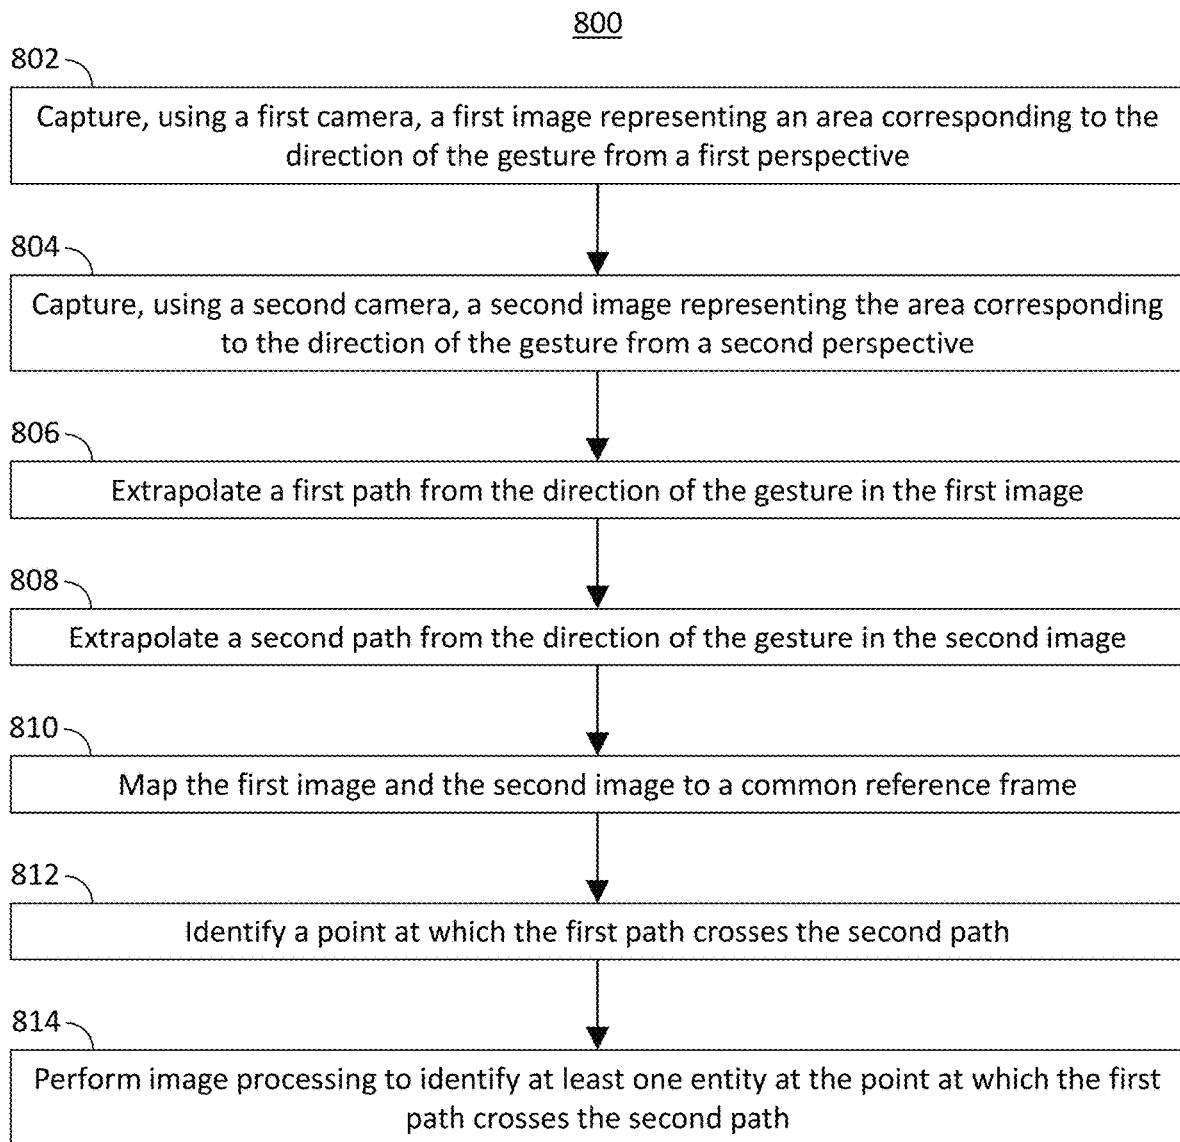 800
802
Capture, using a first camera, a first image representing an area corresponding to the
direction of the gesture from a first perspective
804
Capture, using a second camera, a second image representing the area corresponding
to the direction of the gesture from a second perspective
806
Extrapolate a first path from the direction of the gesture in the first image
808
Extrapolate a second path from the direction of the gesture in the second image
810
Map the first image and the second image to a common reference frame
812
Identify a point at which the first path crosses the second path
814
Perform image processing to identify at least one entity at the point at which the first
path crosses the second path